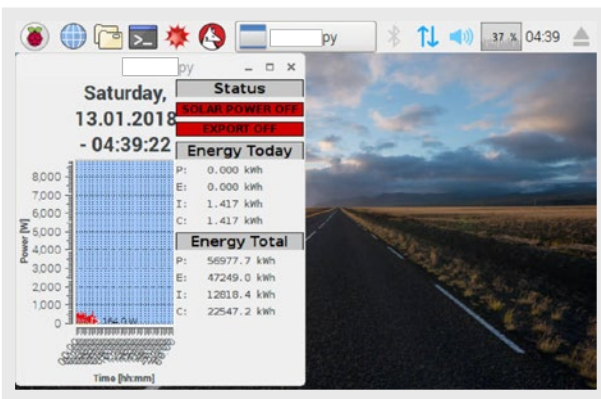 py
37 %
04:39
py
Saturday,
13.01.2018
- 04:39:22
Status
SOLAR POWER OFF
EXPORT OFF
Energy Today
P: 0.000 kWh
E: 0.000 kWh
I: 1.417 kWh
C: 1.417 kWh
Energy Total
P: 56977.7 kWh
E: 47249.0 kWh
I: 12818.4 kWh
C: 22547.2 kWh
Power [W]
8,000
7,000
6,000
5,000
4,000
3,000
2,000
1,000
0
Time [hh:mm]